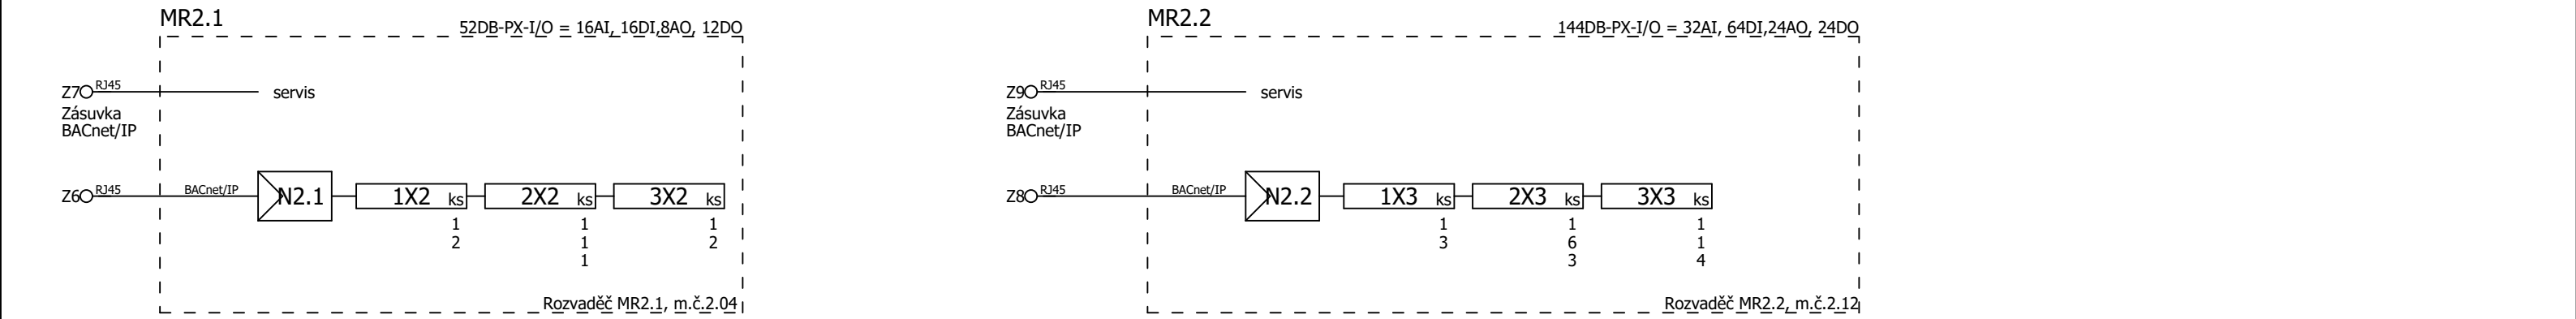 MR2.1
52DB-PX-I/O = 16AI, 16DI,8AO, 12DO
Z7
RJ45
servis
Zásuvka
BACnet/IP
Z6
RJ45
BACnet/IP
N2.1
1X2
ks
2X2
ks
3X2
ks
1
2
1
1
1
1
2
Rozvaděč MR2.1, m.č.2.04
MR2.2
144DB-PX-I/O = 32AI, 64DI,24AO, 24DO
Z9
RJ45
servis
Zásuvka
BACnet/IP
Z8
RJ45
BACnet/IP
N2.2
1X3
ks
2X3
ks
3X3
ks
1
3
1
6
3
1
1
4
Rozvaděč MR2.2, m.č.2.12